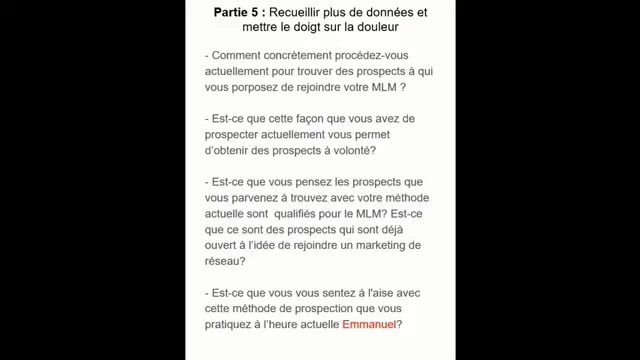 Partie 5 : Recueillir plus de données et
mettre le doigt sur la douleur
- Comment concrètement procédez-vous
actuellement pour trouver des prospects à qui
vous porposez de rejoindre votre MLM ?
- Est-ce que cette façon que vous avez de
prospecter actuellement vous permet
d'obtenir des prospects à volonté?
- Est-ce que vous pensez les prospects que
vous parvenez à trouvez avec votre méthode
actuelle sont qualifiés pour le MLM? Est-ce
que ce sont des prospects qui sont déjà
ouvert à l'idée de rejoindre un marketing de
réseau?
- Est-ce que vous vous sentez à l'aise avec
cette méthode de prospection que vous
pratiquez à l'heure actuelle Emmanuel?